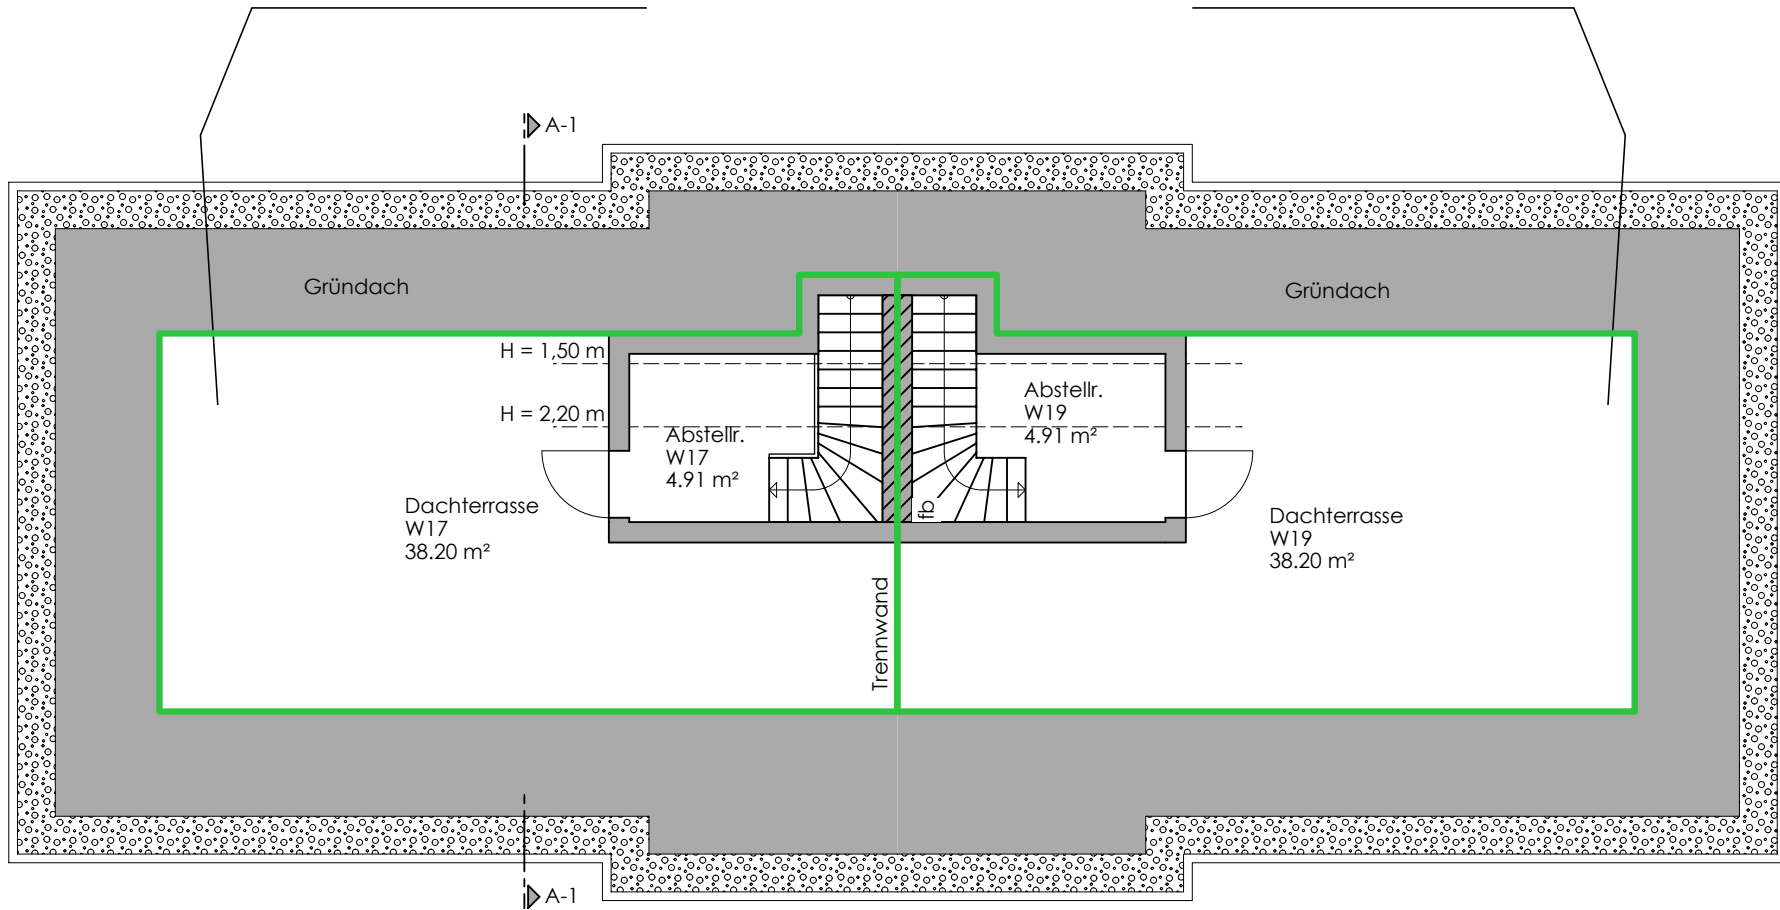 A-1
Gründach
Gründach
H = 1,50 m
H = 2,20 m
Abstellr.
W17
4.91 m²
Abstellr.
W19
4.91 m²
Dachterrasse
W17
38.20 m²
fb
Dachterrasse
W19
38.20 m²
Trennwand
A-1